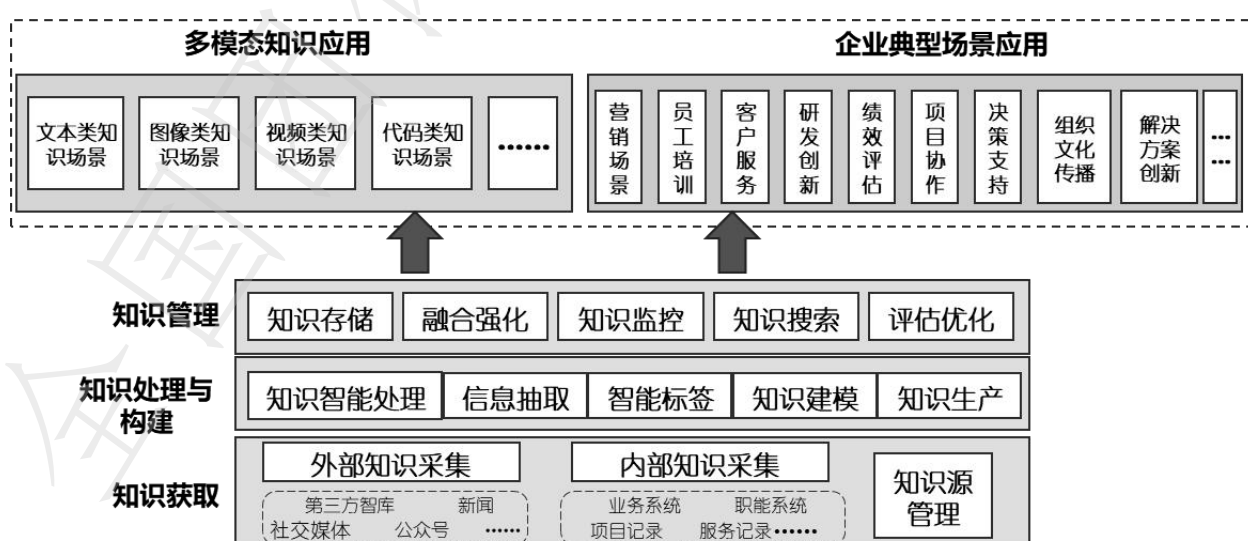 多模态知识应用
企业典型场景应用
文本类知
识场景
图像类知
识场景
视频类知
识场景
代码类知
识场景
······
营销场景
员工培训
客户服务
研发创新
绩效评估
项目协作
决策支持
组织
文化
传播
解决
方案
创新
······
知识管理
知识存储
融合强化
知识监控
知识搜索
评估优化
知识处理与
构建
知识智能处理
信息抽取
智能标签
知识建模
知识生产
知识获取
外部知识采集
第三方智库 新闻
社交媒体 公众号 ······
内部知识采集
业务系统 职能系统
项目记录 服务记录······
知识源
管理